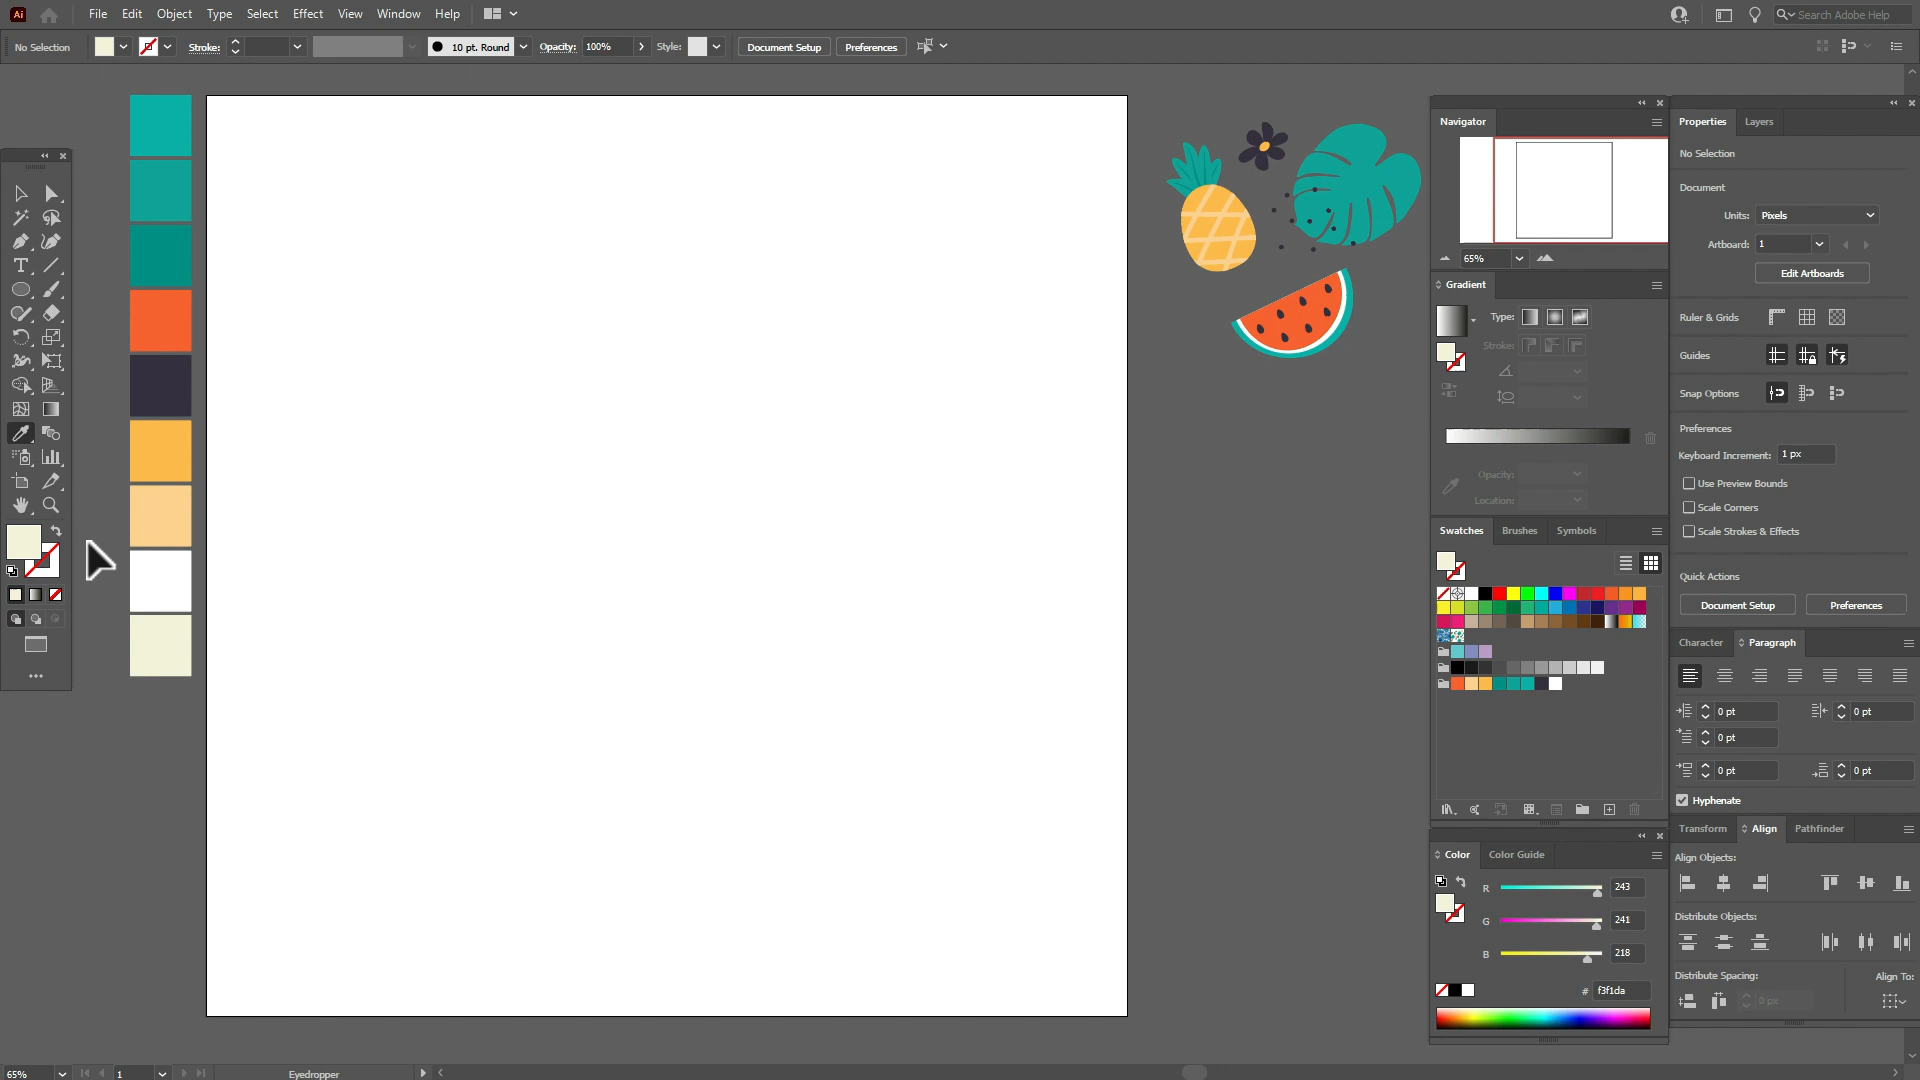 Ai File Edit Object Type Select Effect View Window Help Search Adobe Help
No Selection Stroke: 10 pt. Round Opacity: 100% Style: Document Setup Preferences
Navigator
65%
Gradient
Type:
Stroke:
Opacity:
Location:
Swatches Brushes Symbols
Color Color Guide
R 243
G 241
B 218
# f3f1da
Properties Layers
No Selection
Document
Units: Pixels
Artboard: 1
Edit Artboards
Ruler & Grids
Guides
Snap Options
Preferences
Keyboard Increment: 1 px
Use Preview Bounds
Scale Corners
Scale Strokes & Effects
Quick Actions
Document Setup Preferences
Character Paragraph
0 pt 0 pt
0 pt
0 pt 0 pt
Hyphenate
Transform Align Pathfinder
Align Objects:
Distribute Objects:
Distribute Spacing: Align To:
0 px
65% 1 Eyedropper